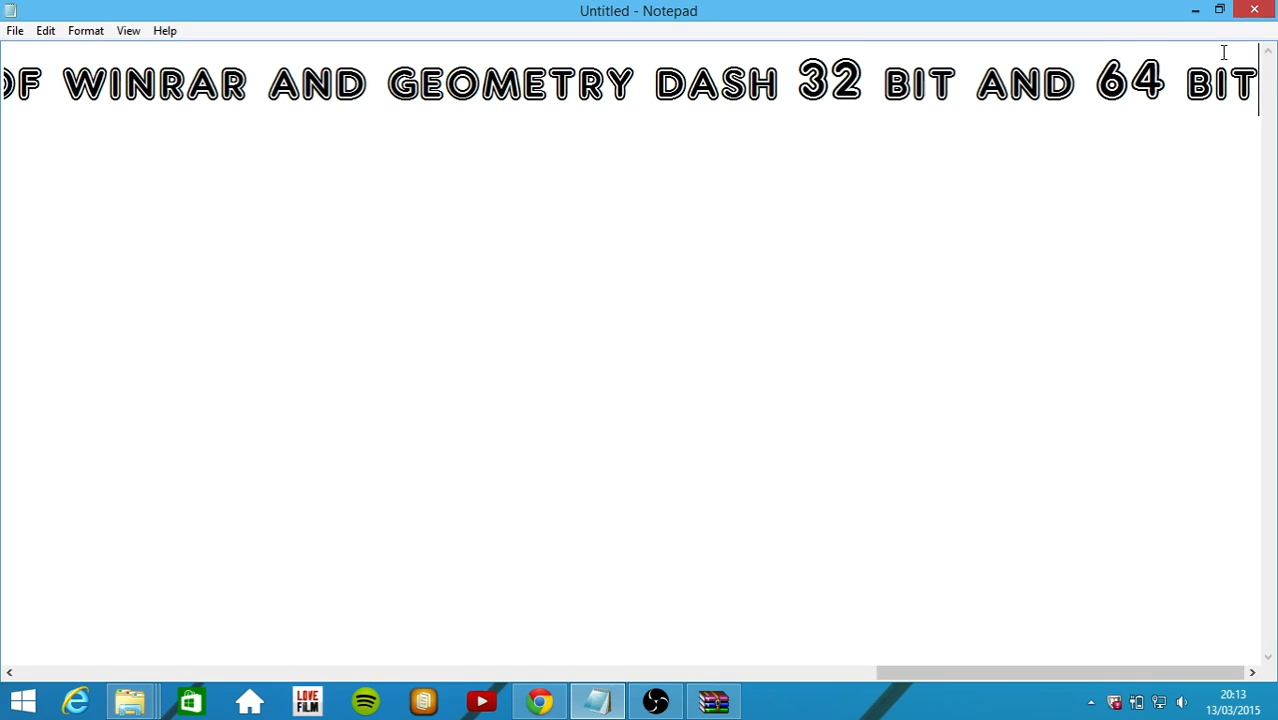 Untitled - Notepad
File Edit Format View Help
OF WINRAR AND GEOMETRY DASH 32 BIT AND 64 BIT
LOVE
FILM
20:13
13/03/2015